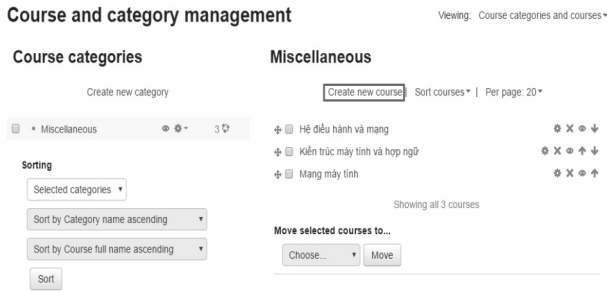 Course and category management
Viewing: Course categories and courses
Course categories
Create new category
Miscellaneous
3
Sorting
Selected categories
Sort by Category name ascending
Sort by Course full name ascending
Sort
Miscellaneous
Create new course | Sort courses | Per page: 20
Hệ điều hành và mạng
Kiến trúc máy tính và hợp ngữ
Mạng máy tính
Showing all 3 courses
Move selected courses to...
Choose... Move